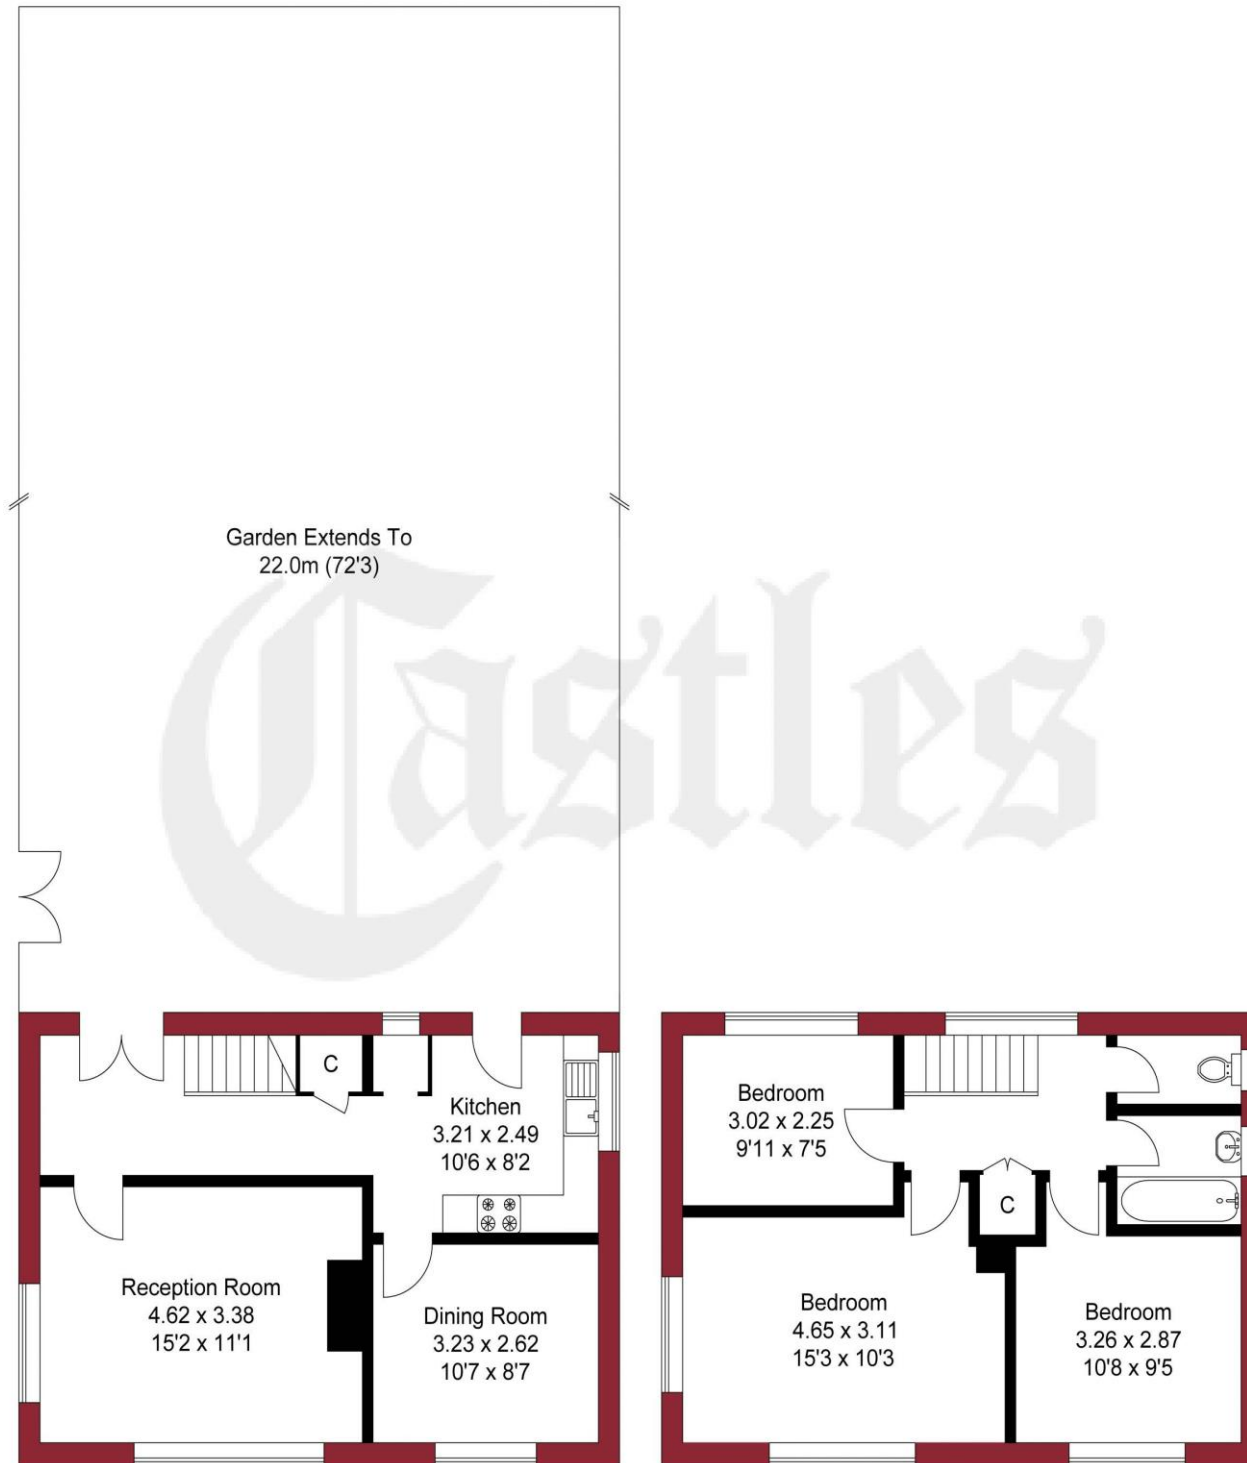 Garden Extends To
22.0m (72'3)
Castles
C
Kitchen
3.21 x 2.49
10'6 x 8'2
Reception Room
4.62 x 3.38
15'2 x 11'1
Dining Room
3.23 x 2.62
10'7 x 8'7
Bedroom
3.02 x 2.25
9'11 x 7'5
C
Bedroom
4.65 x 3.11
15'3 x 10'3
Bedroom
3.26 x 2.87
10'8 x 9'5